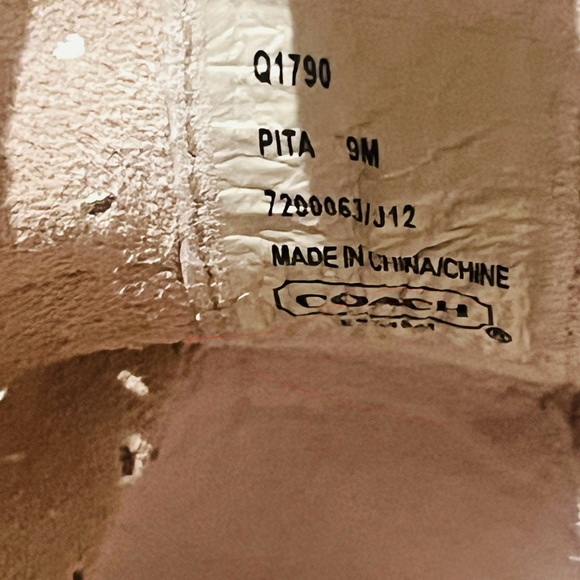 Q1790
PITA 9M
7200063/J12
MADE IN CHINA/CHINE
COACH